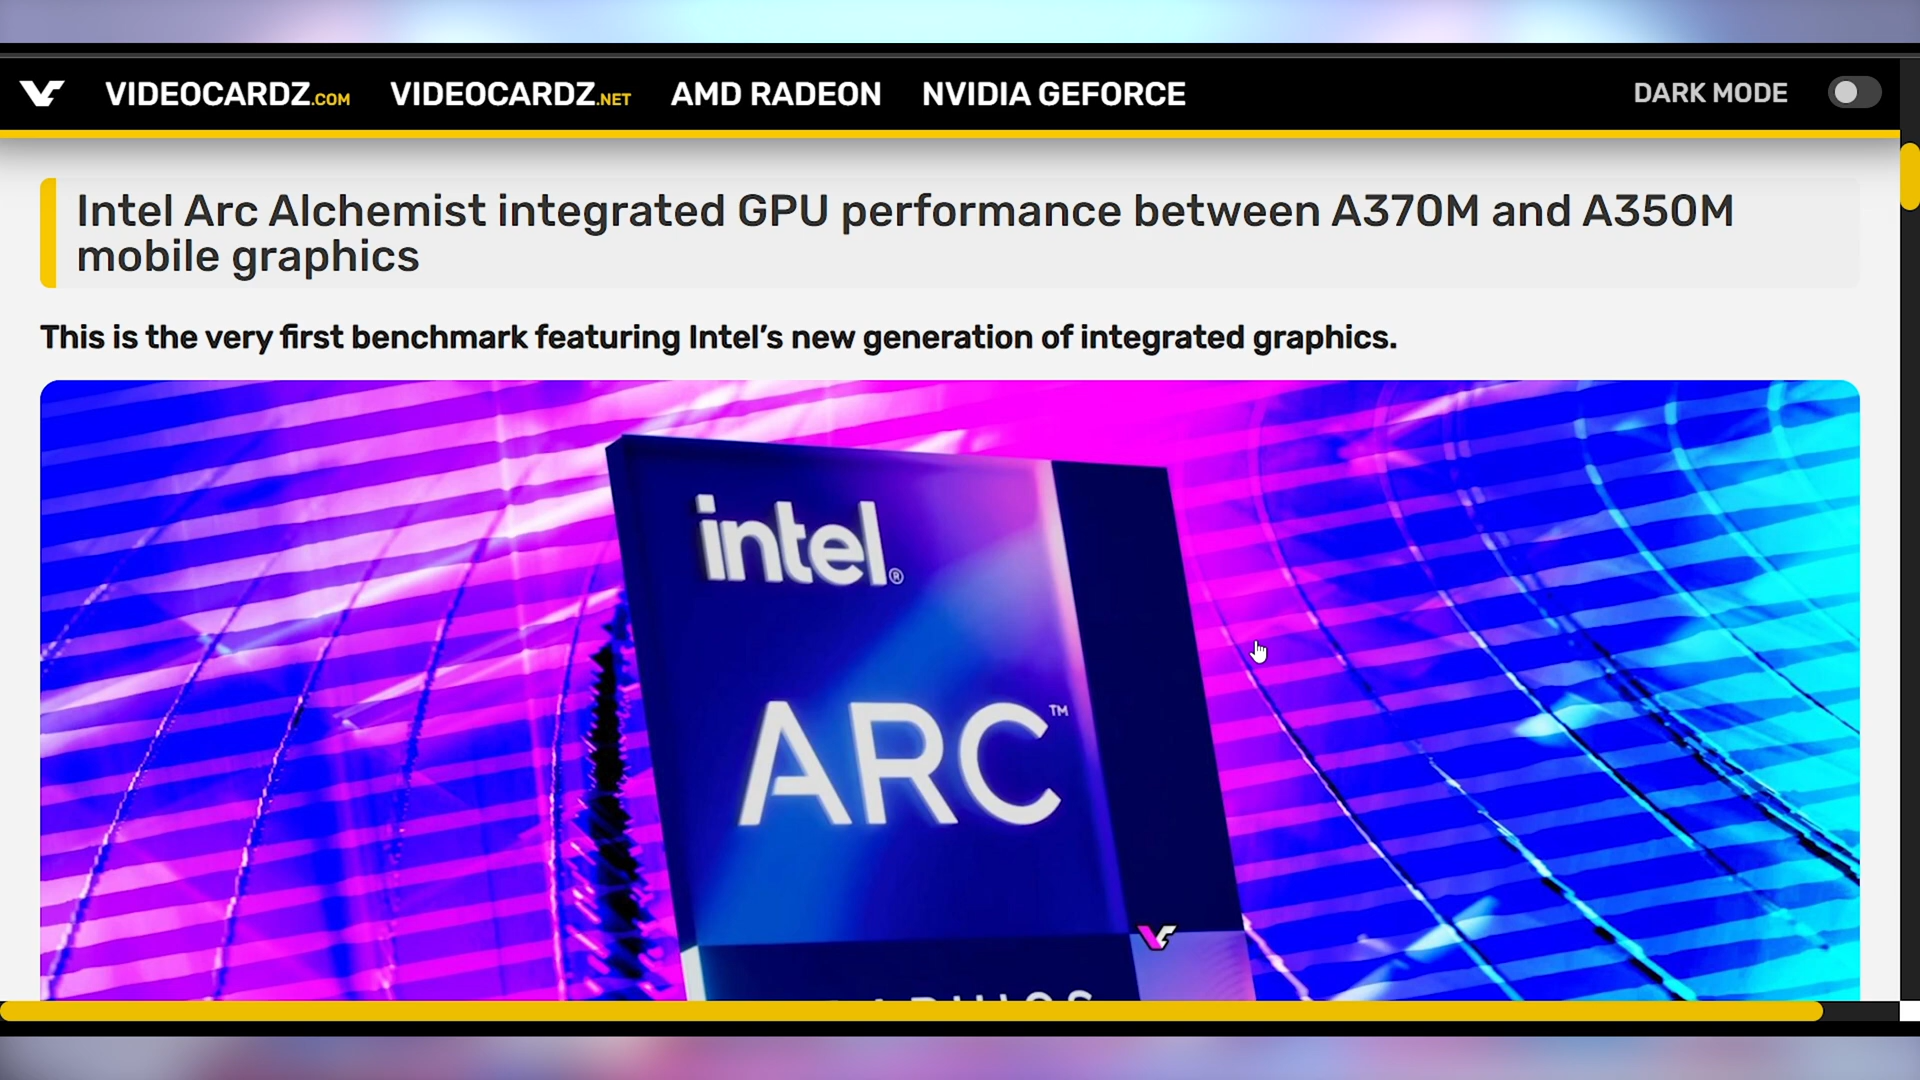 VIDEOCARDZ.COM VIDEOCARDZ.NET AMD RADEON NVIDIA GEFORCE DARK MODE
Intel Arc Alchemist integrated GPU performance between A370M and A350M
mobile graphics
This is the very first benchmark featuring Intel's new generation of integrated graphics.
intel®
ARC™